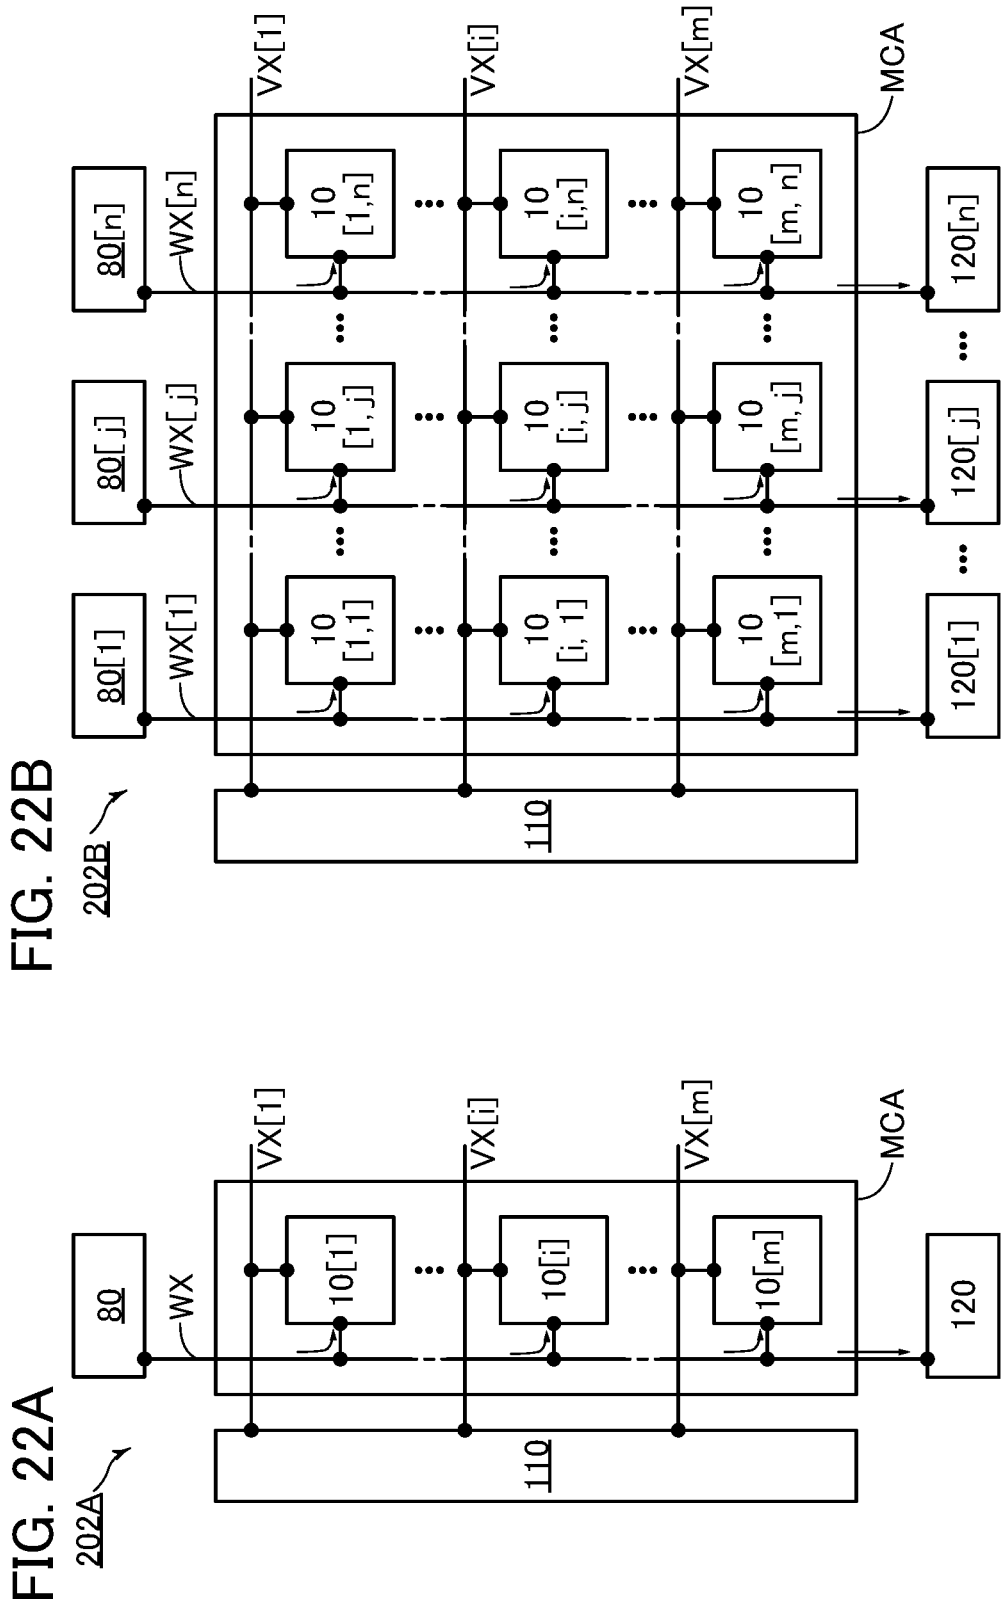 FIG. 22A
202A
80
WX
VX[1]
10[1]
VX[i]
10[i]
110
VX[m]
10[m]
MCA
120
FIG. 22B
202B
80[1]
80[j]
80[n]
WX[1]
WX[j]
WX[n]
VX[1]
10
[1,1]
10
[1,j]
10
[1,n]
VX[i]
10
[i, 1]
10
[i, j]
10
[i,n]
110
VX[m]
10
[m,1]
10
[m, j]
10
[m, n]
MCA
120[1]
120[j]
120[n]